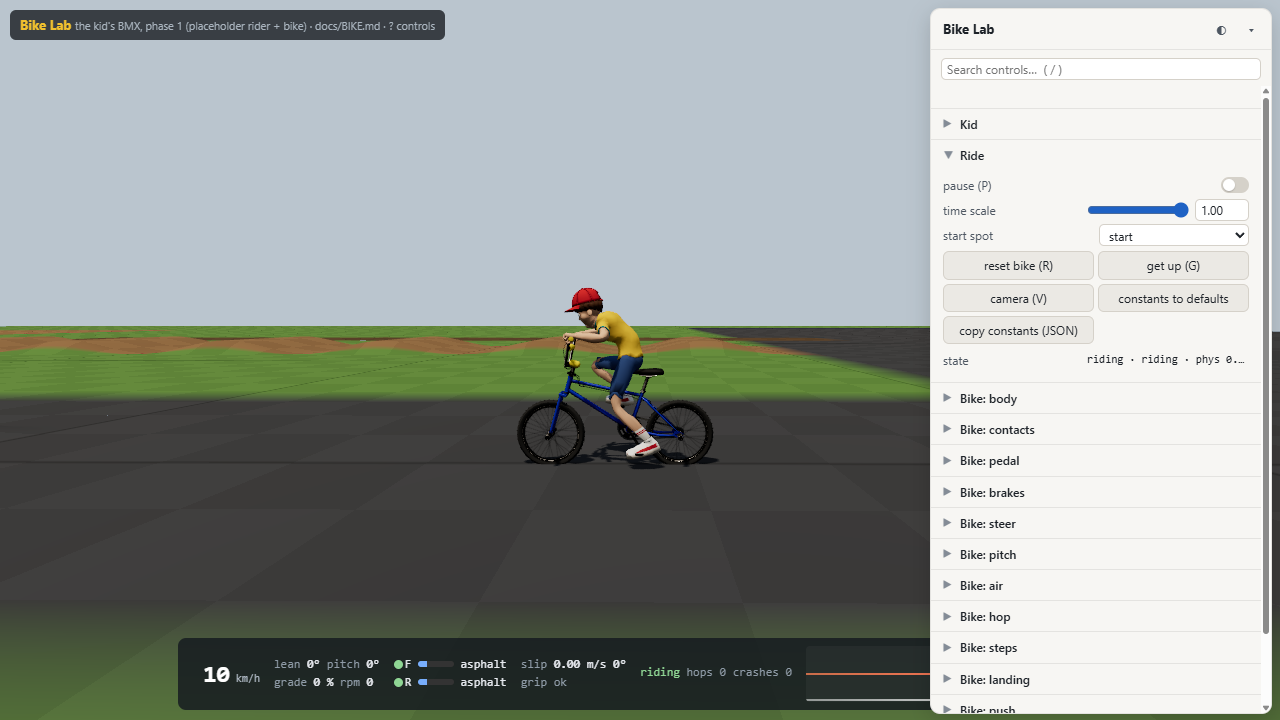 Bike Lab the kid's BMX, phase 1 (placeholder rider + bike) · docs/BIKE.md · ? controls
Bike Lab
Search controls... ( / )
Kid
Ride
pause (P)
time scale 1.00
start spot start
reset bike (R) get up (G)
camera (V) constants to defaults
copy constants (JSON)
state riding · riding · phys 0.…
Bike: body
Bike: contacts
Bike: pedal
Bike: brakes
Bike: steer
Bike: pitch
Bike: air
Bike: hop
Bike: steps
Bike: landing
Bike: push
10 km/h
lean 0° pitch 0° F asphalt slip 0.00 m/s 0°
riding hops 0 crashes 0
grade 0 % rpm 0 R asphalt grip ok